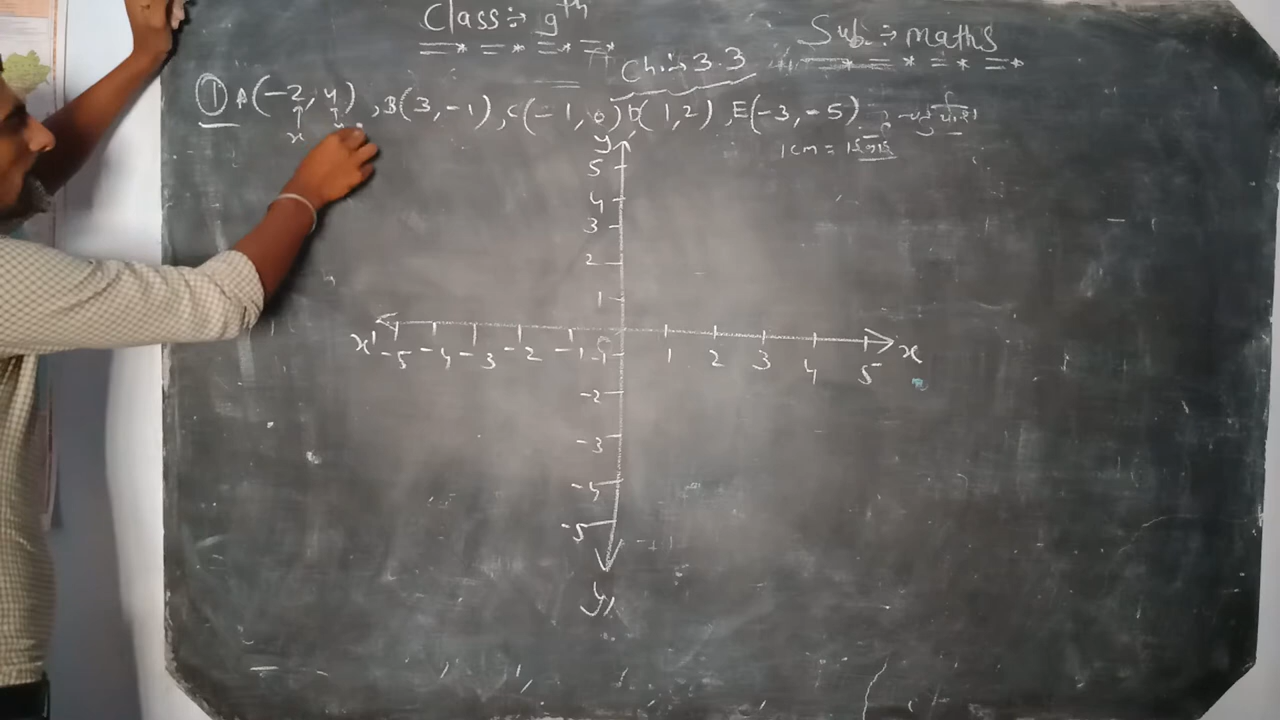 Class:- 9th
Sub:- maths
Ch:- 3.3
① A(-2, 4), B(3, -1), C(-1, 0) D(1, 2), E(-3, -5)
x
1cm = 1
y
5
4
3
2
1
x' -5 -4 -3 -2 -1 0 1 2 3 4 5 x
-1
-2
-3
-4
-5
y'